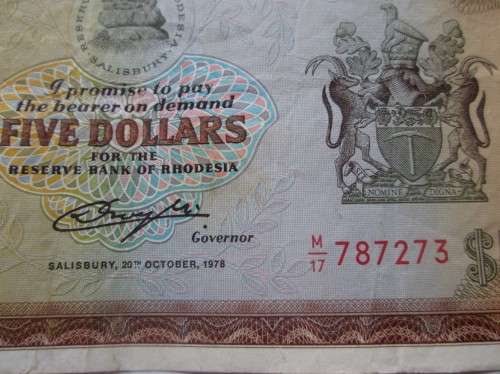 SALISBURY
I promise to pay
the bearer on demand
FIVE DOLLARS
FOR THE
RESERVE BANK OF RHODESIA
Governor
SALISBURY, 20TH OCTOBER, 1978
NOMINE DIGNA
M/17 787273
$